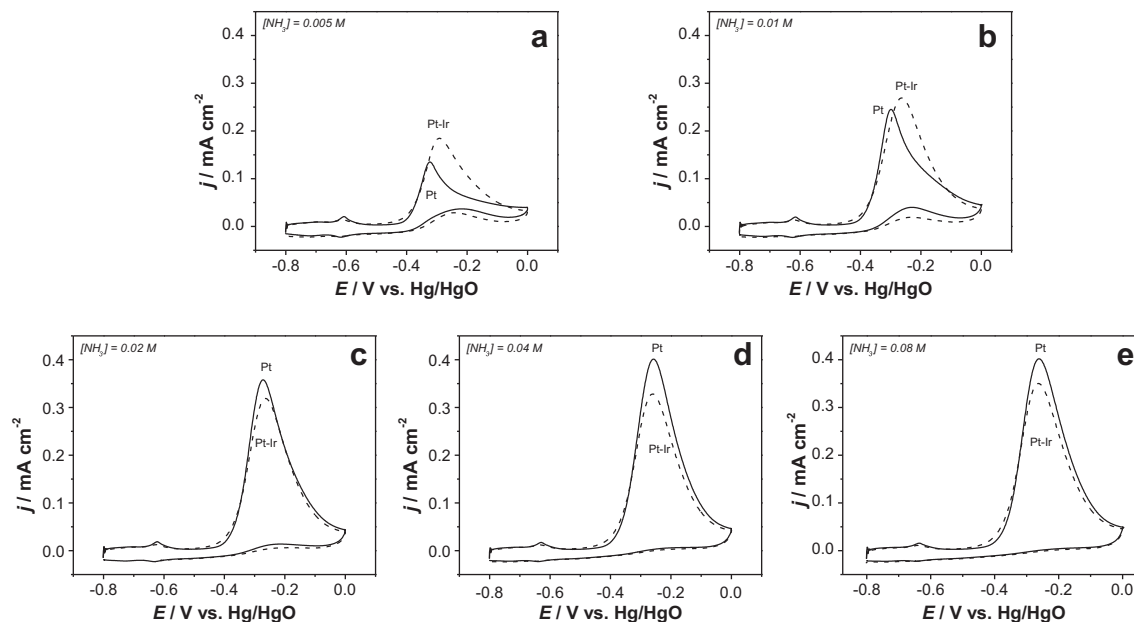 [NH₃] = 0.005 M
a
0.4
0.3
0.2
0.1
0.0
j / mA cm⁻²
Pt-Ir
Pt
-0.8 -0.6 -0.4 -0.2 0.0
E / V vs. Hg/HgO
[NH₃] = 0.01 M
b
0.4
0.3
0.2
0.1
0.0
j / mA cm⁻²
Pt Pt-Ir
-0.8 -0.6 -0.4 -0.2 0.0
E / V vs. Hg/HgO
[NH₃] = 0.02 M
c
0.4
0.3
0.2
0.1
0.0
j / mA cm⁻²
Pt
Pt-Ir
-0.8 -0.6 -0.4 -0.2 0.0
E / V vs. Hg/HgO
[NH₃] = 0.04 M
d
0.4
0.3
0.2
0.1
0.0
j / mA cm⁻²
Pt
Pt-Ir
-0.8 -0.6 -0.4 -0.2 0.0
E / V vs. Hg/HgO
[NH₃] = 0.08 M
e
0.4
0.3
0.2
0.1
0.0
j / mA cm⁻²
Pt
Pt-Ir
-0.8 -0.6 -0.4 -0.2 0.0
E / V vs. Hg/HgO